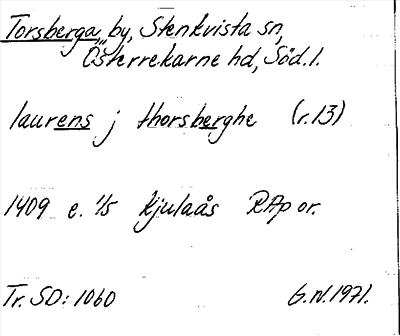 Torsberga, by, Stenkvista sn,
Österrekarne hd, Söd. l.
laurens j thorsberghe (r. 13)
1409 e. 1/5 Kjulaås RAp or.
Tr. SD: 1060 G.W. 1971.